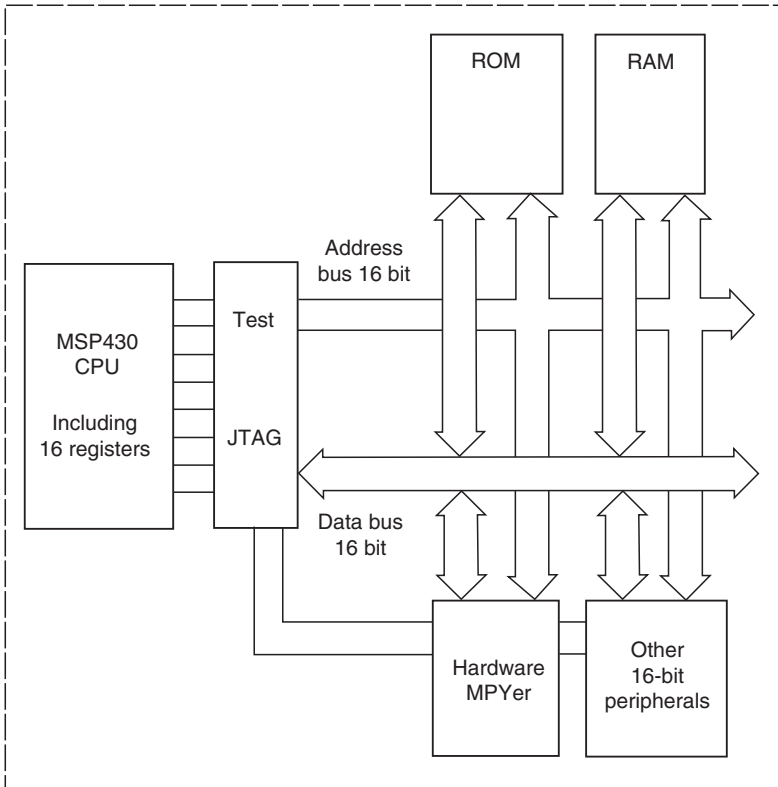 ROM
RAM
Address
bus 16 bit
MSP430
CPU
Including
16 registers
Test
JTAG
Data bus
16 bit
Hardware
MPYer
Other
16-bit
peripherals